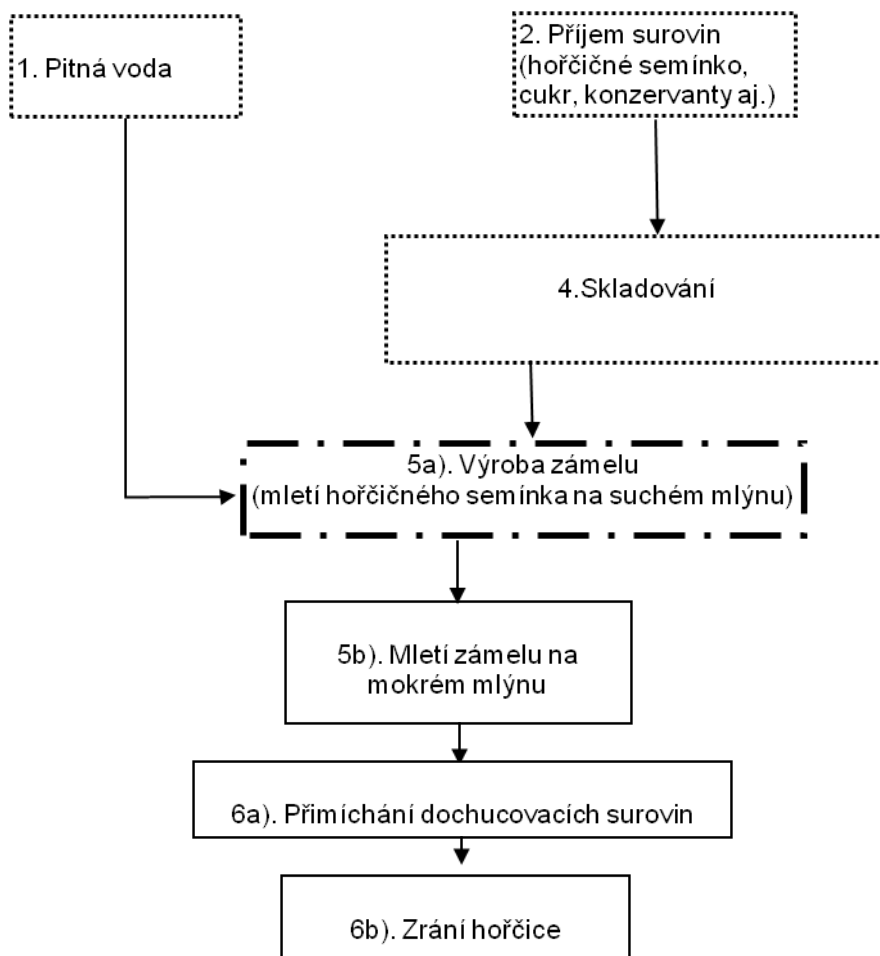 1. Pitná voda
2. Příjem surovin
(hořčičné semínko,
cukr, konzervanty aj.)
4.Skladování
5a). Výroba zámelu
(mletí hořčičného semínka na suchém mlýnu)
5b). Mletí zámelu na
mokrém mlýnu
6a). Přimíchání dochucovacích surovin
6b). Zrání hořčice